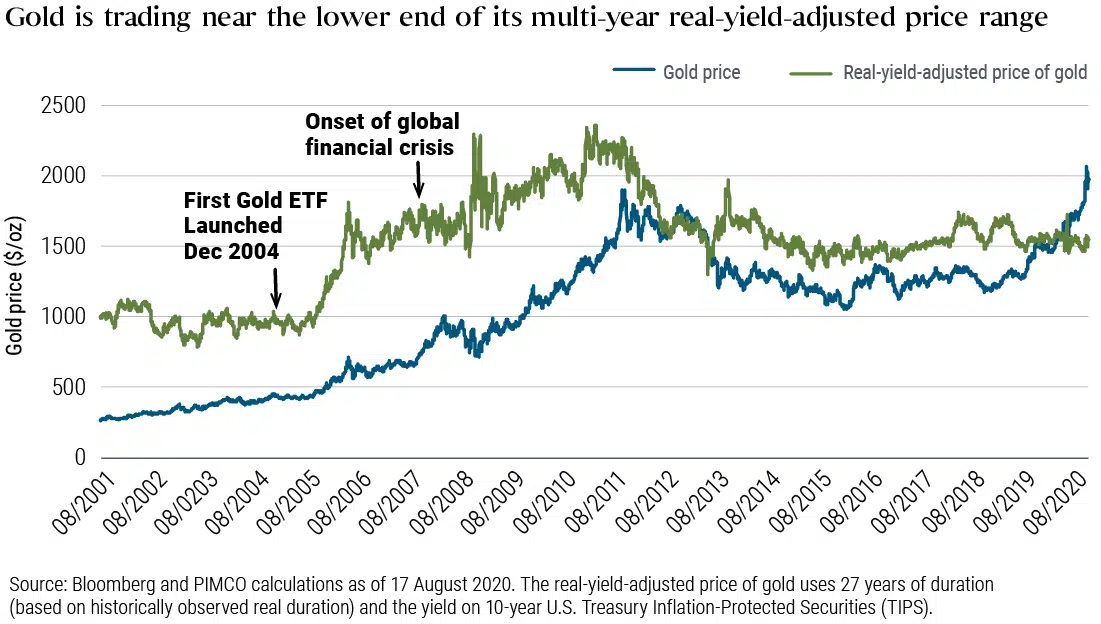 Gold is trading near the lower end of its multi-year real-yield-adjusted price range
Gold price
Real-yield-adjusted price of gold
Gold price ($/oz)
2500
2000
1500
1000
500
0
Onset of global
financial crisis
First Gold ETF
Launched
Dec 2004
08/2001
08/2002
08/0203
08/2004
08/2005
08/2006
08/2007
08/2008
08/2009
08/2010
08/2011
08/2012
08/2013
08/2014
08/2015
08/2016
08/2017
08/2018
08/2019
08/2020
Source: Bloomberg and PIMCO calculations as of 17 August 2020. The real-yield-adjusted price of gold uses 27 years of duration
(based on historically observed real duration) and the yield on 10-year U.S. Treasury Inflation-Protected Securities (TIPS).